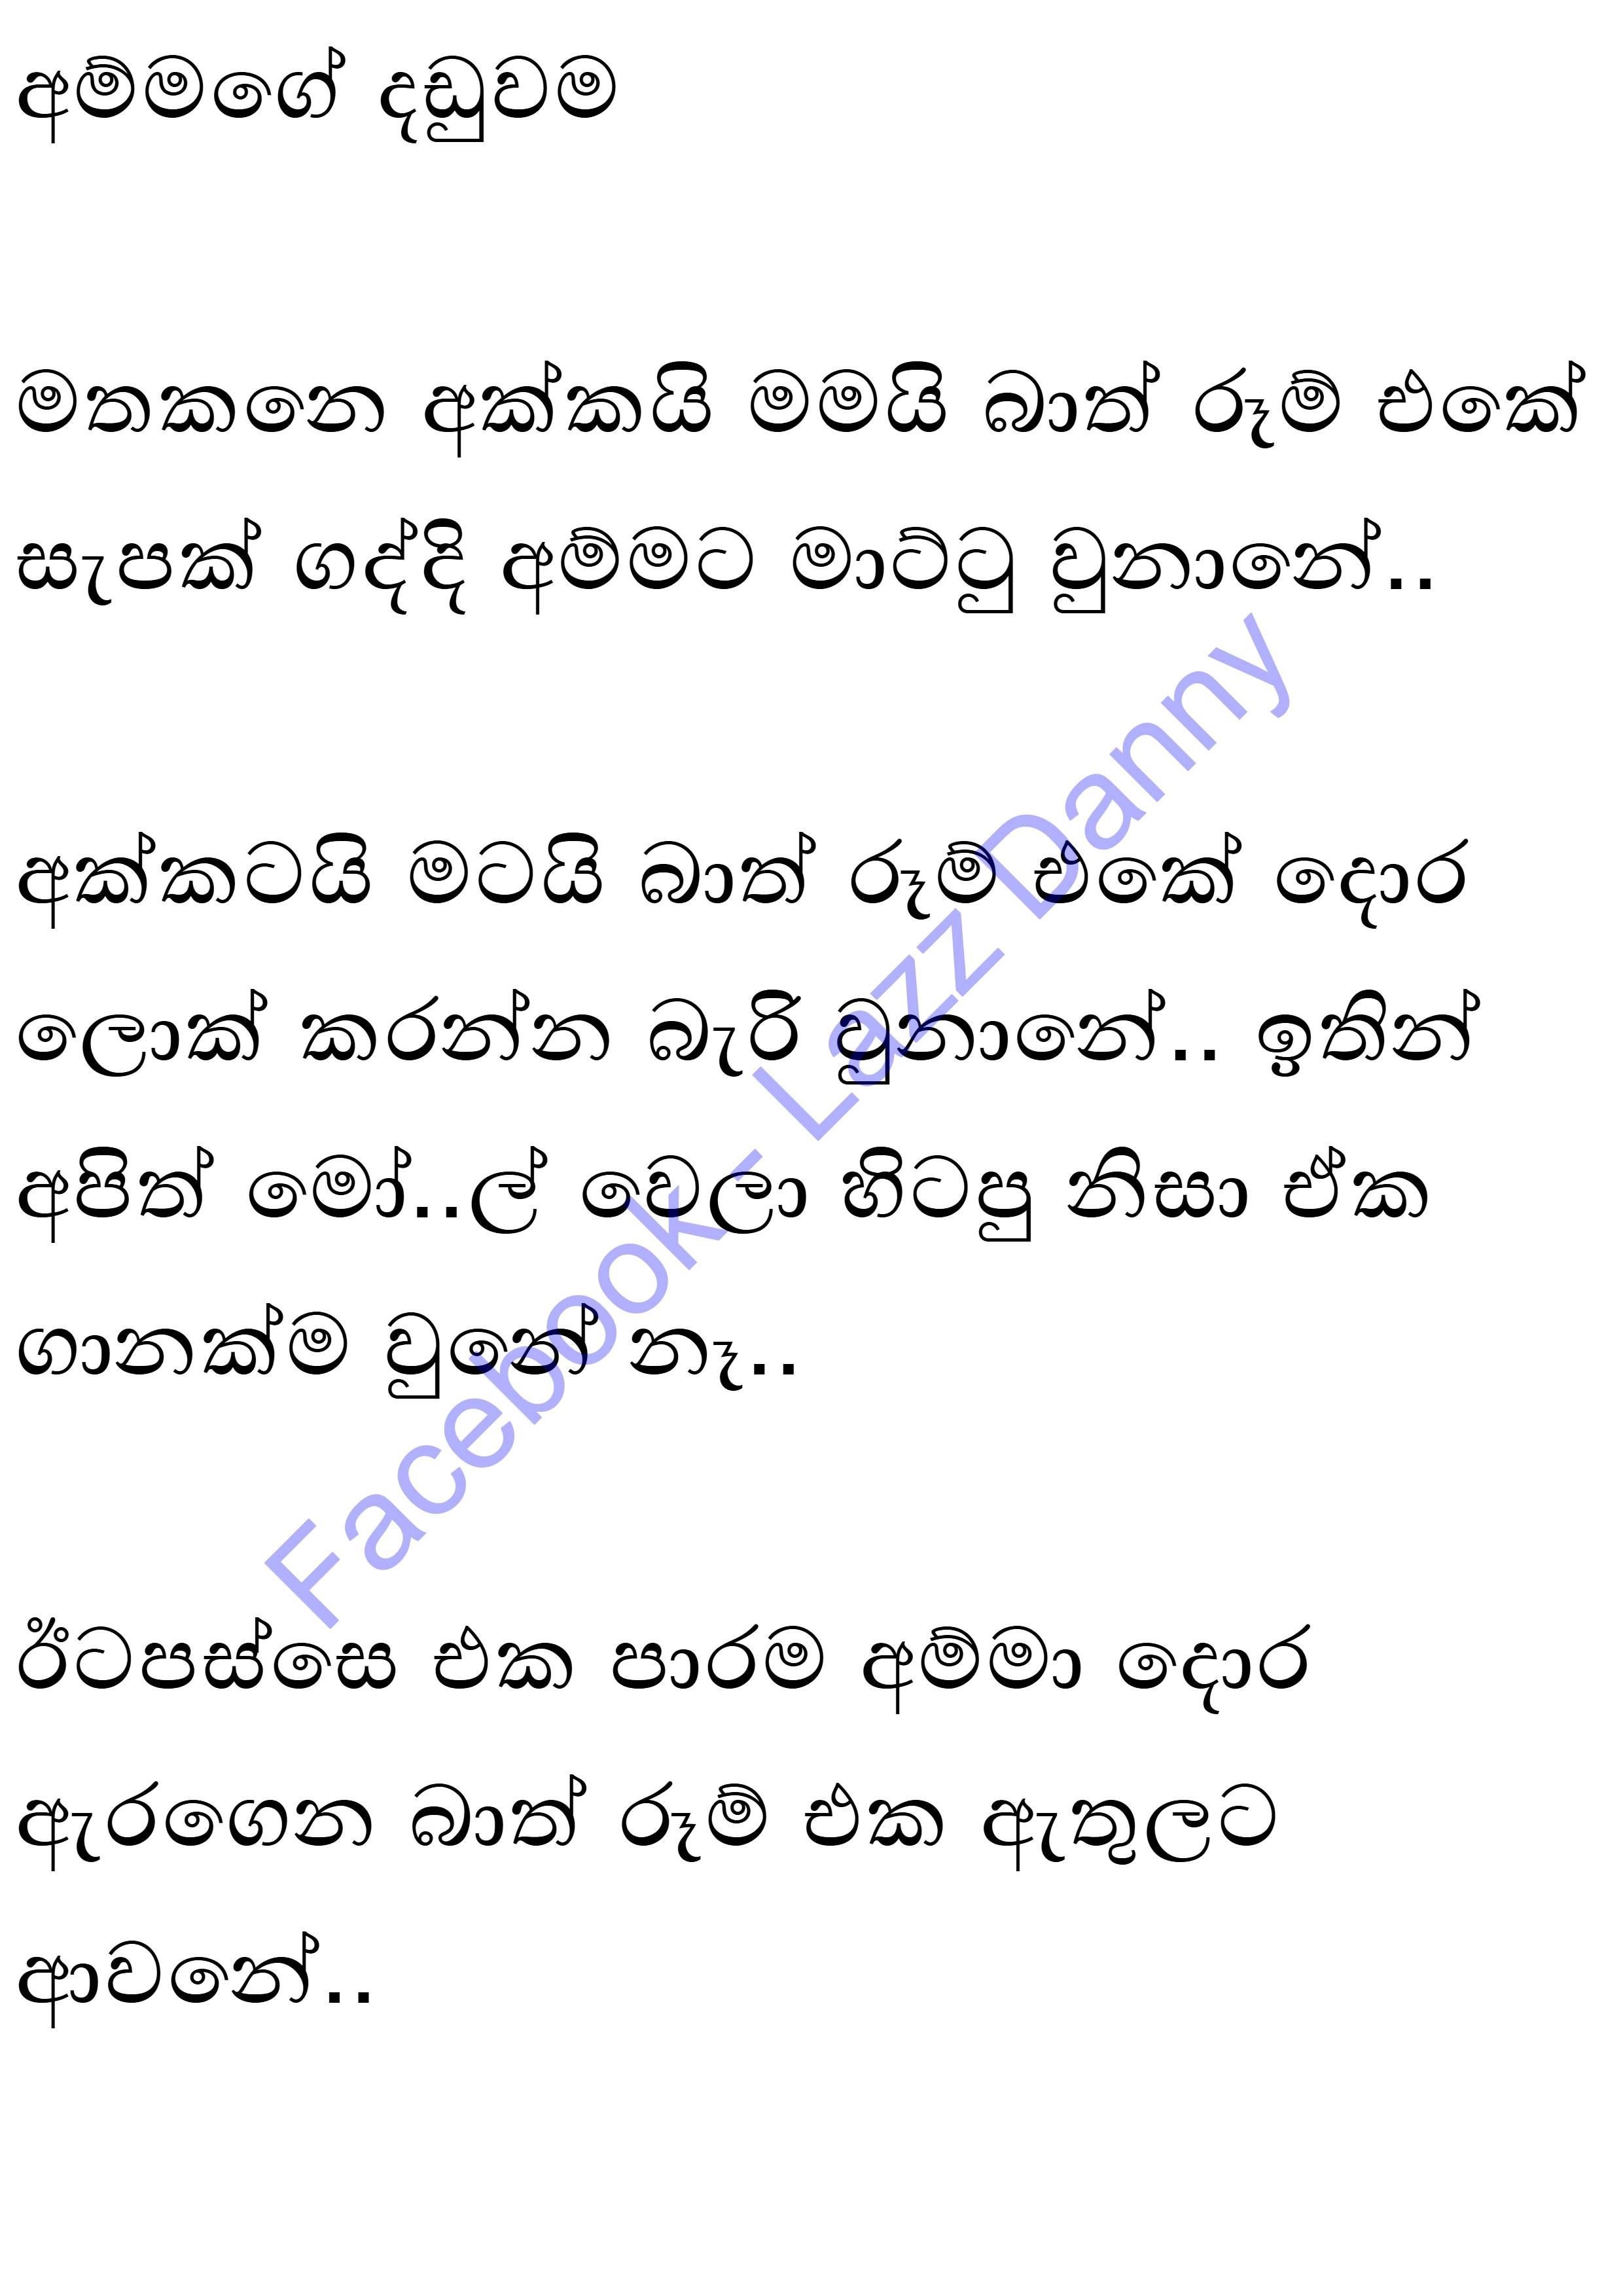 අම්මගේ දඬුවම
මතකනෙ අක්කයි මමයි බාත් රූම් එකේ
සැපක් ගද්දි අම්මට මාට්ටු වුනානේ..
අක්කටයි මටයි බාත් රූම් එකේ දොර
ලොක් කරන්න බැරි වුනානේ.. ඉතින්
අපිත් මෝ..ල් වෙලා හිටපු නිසා ඒක
ගානක්ම වුනේ නෑ..
ඊටපස්සෙ එක පාරම අම්මා දොර
ඇරගෙන බාත් රූම් එක ඇතුලට
ආවනේ..
Facebook - Lazz Danny